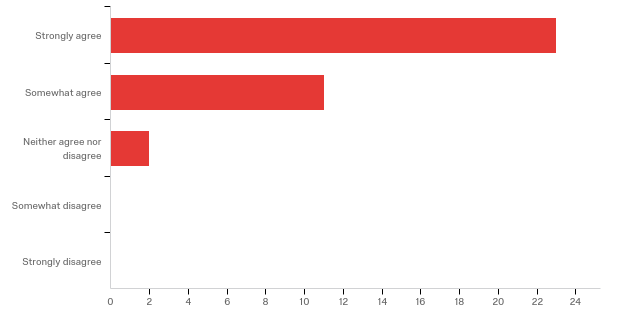 Strongly agree
Somewhat agree
Neither agree nor
disagree
Somewhat disagree
Strongly disagree
0 2 4 6 8 10 12 14 16 18 20 22 24